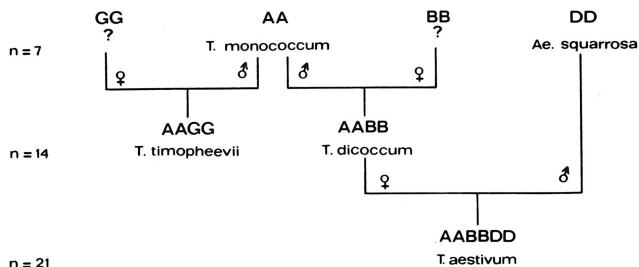 GG AA BB DD
? ?
n = 7 T. monococcum Ae. squarrosa
♀ ♂ ♂ ♀
AAGG AABB
n = 14 T. timopheevii T. dicoccum
♀ ♂
AABBDD
n = 21 T. aestivum